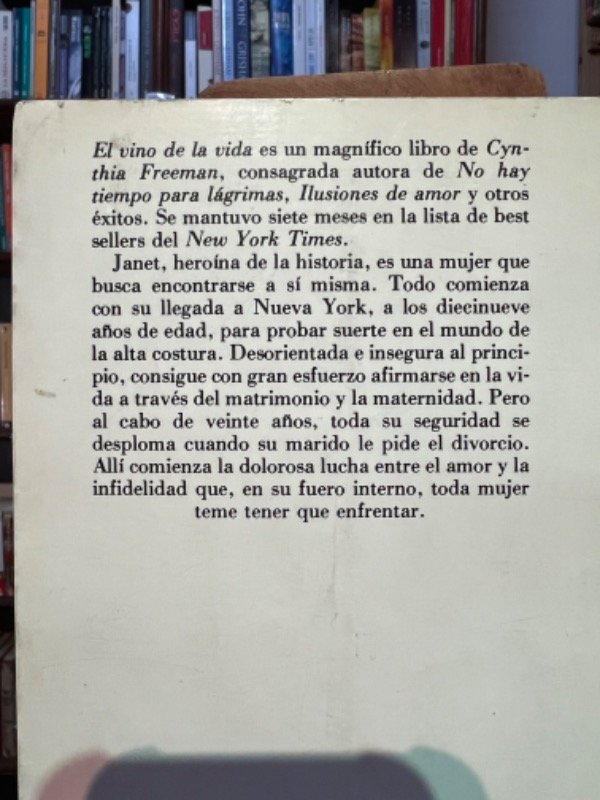 El vino de la vida es un magnífico libro de Cyn-
thia Freeman, consagrada autora de No hay
tiempo para lágrimas, Ilusiones de amor y otros
éxitos. Se mantuvo siete meses en la lista de best
sellers del New York Times.
Janet, heroína de la historia, es una mujer que
busca encontrarse a sí misma. Todo comienza
con su llegada a Nueva York, a los diecinueve
años de edad, para probar suerte en el mundo de
la alta costura. Desorientada e insegura al princi-
pio, consigue con gran esfuerzo afirmarse en la vi-
da a través del matrimonio y la maternidad. Pero
al cabo de veinte años, toda su seguridad se
desploma cuando su marido le pide el divorcio.
Allí comienza la dolorosa lucha entre el amor y la
infidelidad que, en su fuero interno, toda mujer
teme tener que enfrentar.